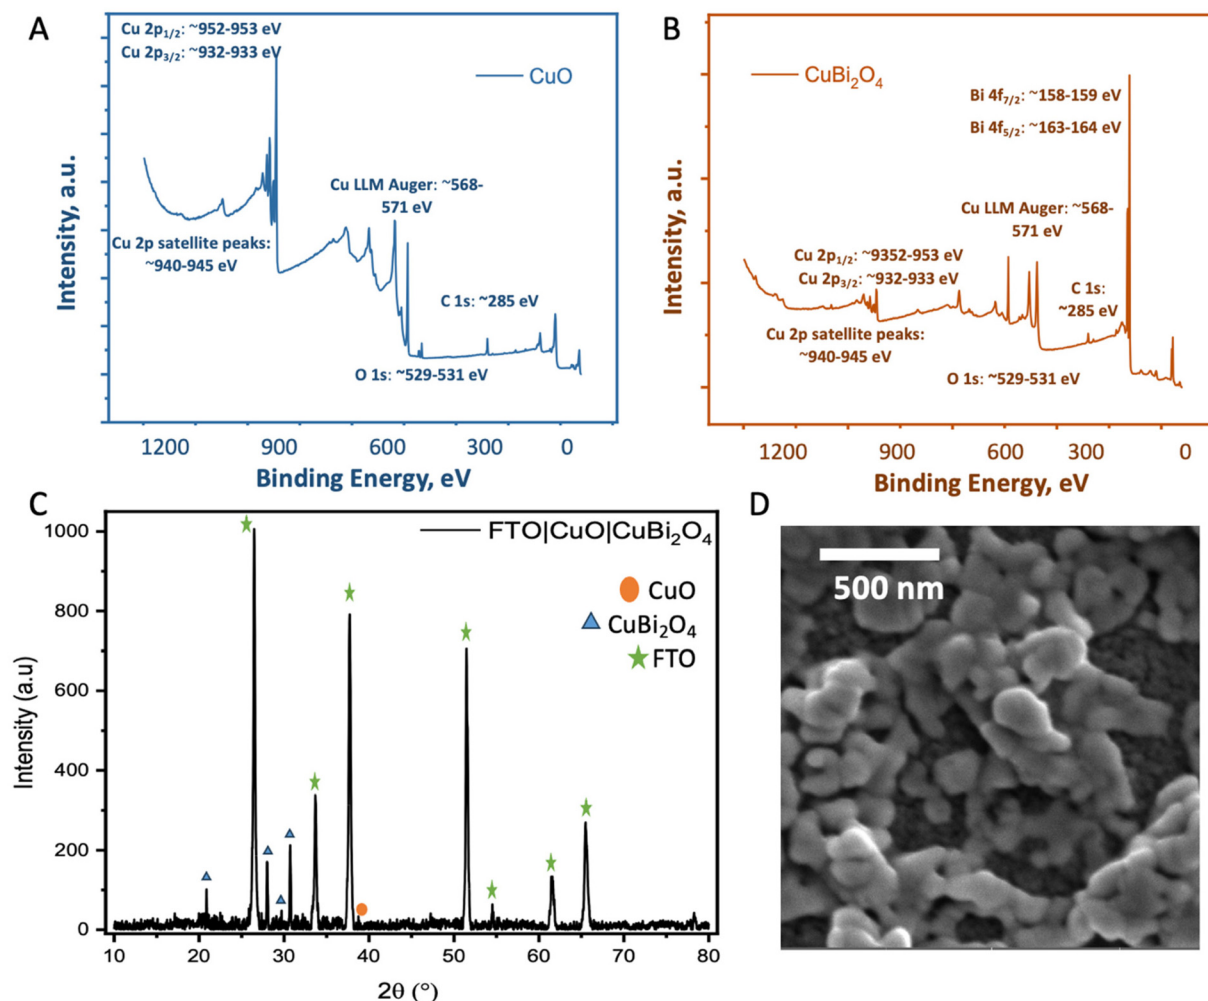 A
Cu 2p1/2: ~952-953 eV
Cu 2p3/2: ~932-933 eV
CuO
Cu LLM Auger: ~568-
571 eV
Cu 2p satellite peaks:
~940-945 eV
C 1s: ~285 eV
O 1s: ~529-531 eV
Intensity, a.u.
1200 900 600 300 0
Binding Energy, eV
B
CuBi2O4
Bi 4f7/2: ~158-159 eV
Bi 4f5/2: ~163-164 eV
Cu LLM Auger: ~568-
571 eV
Cu 2p1/2: ~9352-953 eV
Cu 2p3/2: ~932-933 eV
C 1s:
~285 eV
Cu 2p satellite peaks:
~940-945 eV
O 1s: ~529-531 eV
Intensity, a.u.
1200 900 600 300 0
Binding Energy, eV
C
FTO|CuO|CuBi2O4
CuO
CuBi2O4
FTO
1000
800
600
400
200
0
Intensity (a.u)
10 20 30 40 50 60 70 80
2θ (°)
D
500 nm